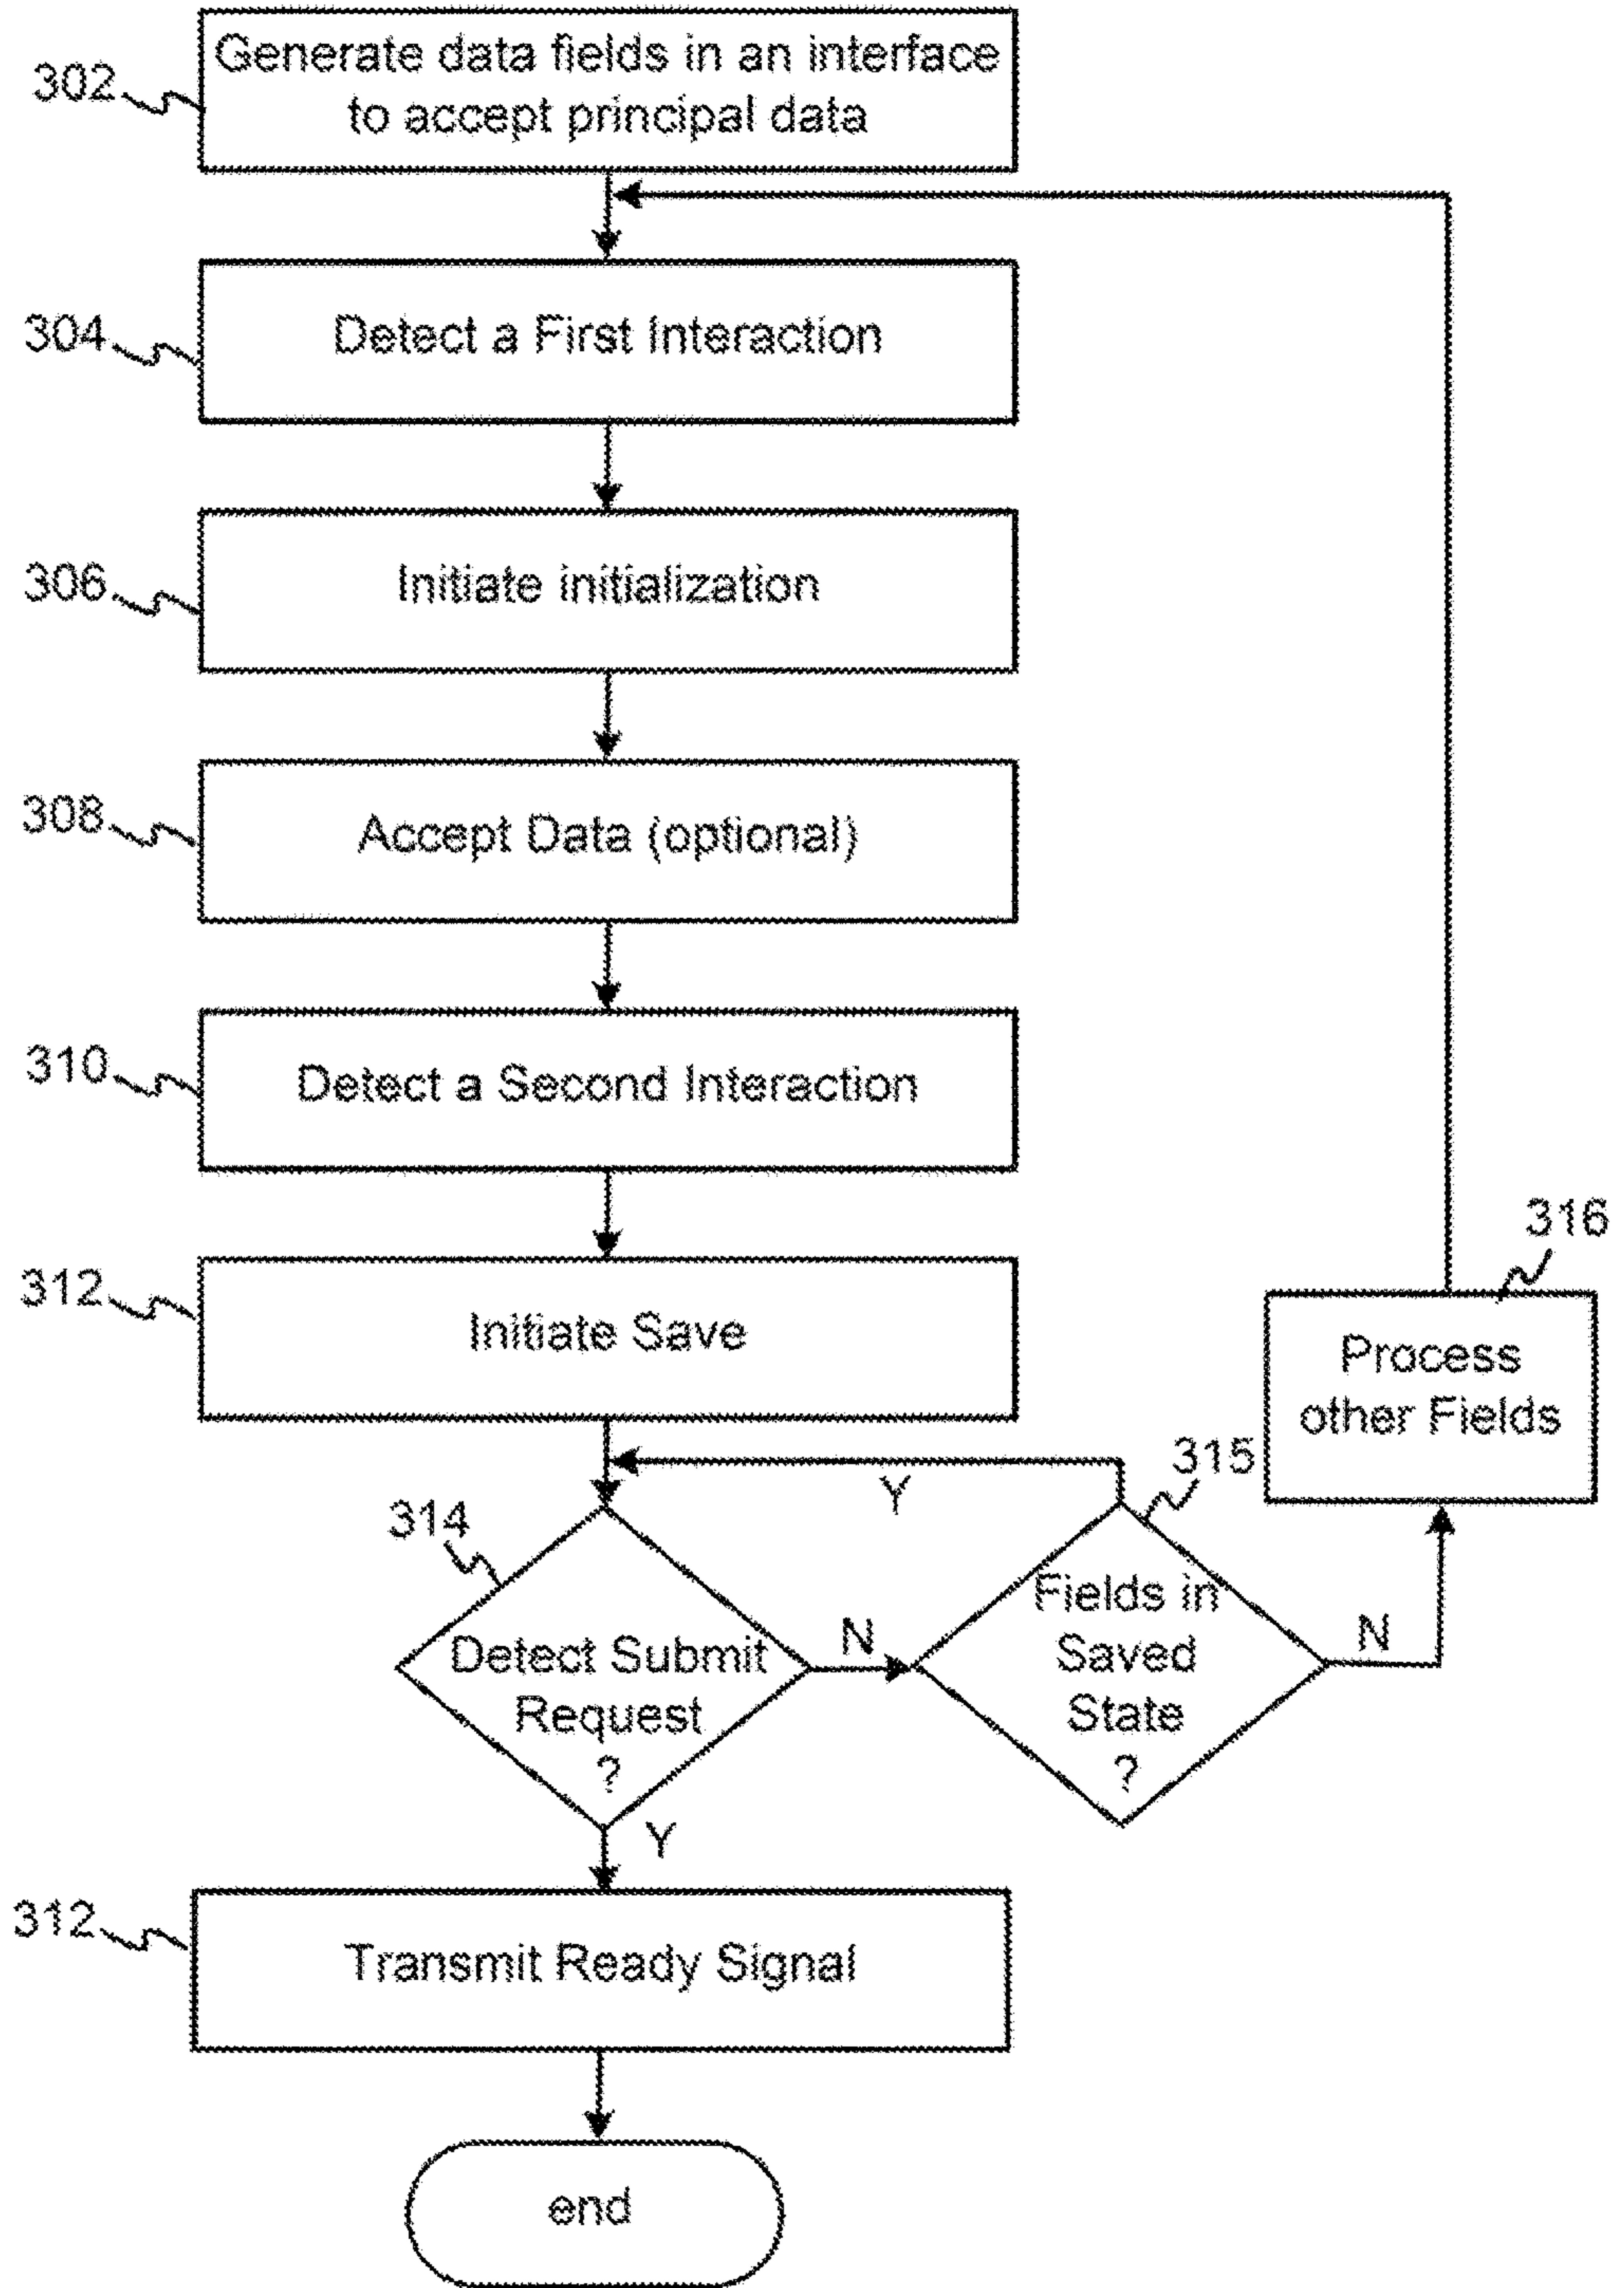 302
Generate data fields in an interface
to accept principal data
304
Detect a First Interaction
306
Initiate initialization
308
Accept Data (optional)
310
Detect a Second Interaction
312
Initiate Save
316
Process
other Fields
314
Detect Submit
Request
?
N
Y
315
Fields in
Saved
State
?
N
Y
312
Transmit Ready Signal
end